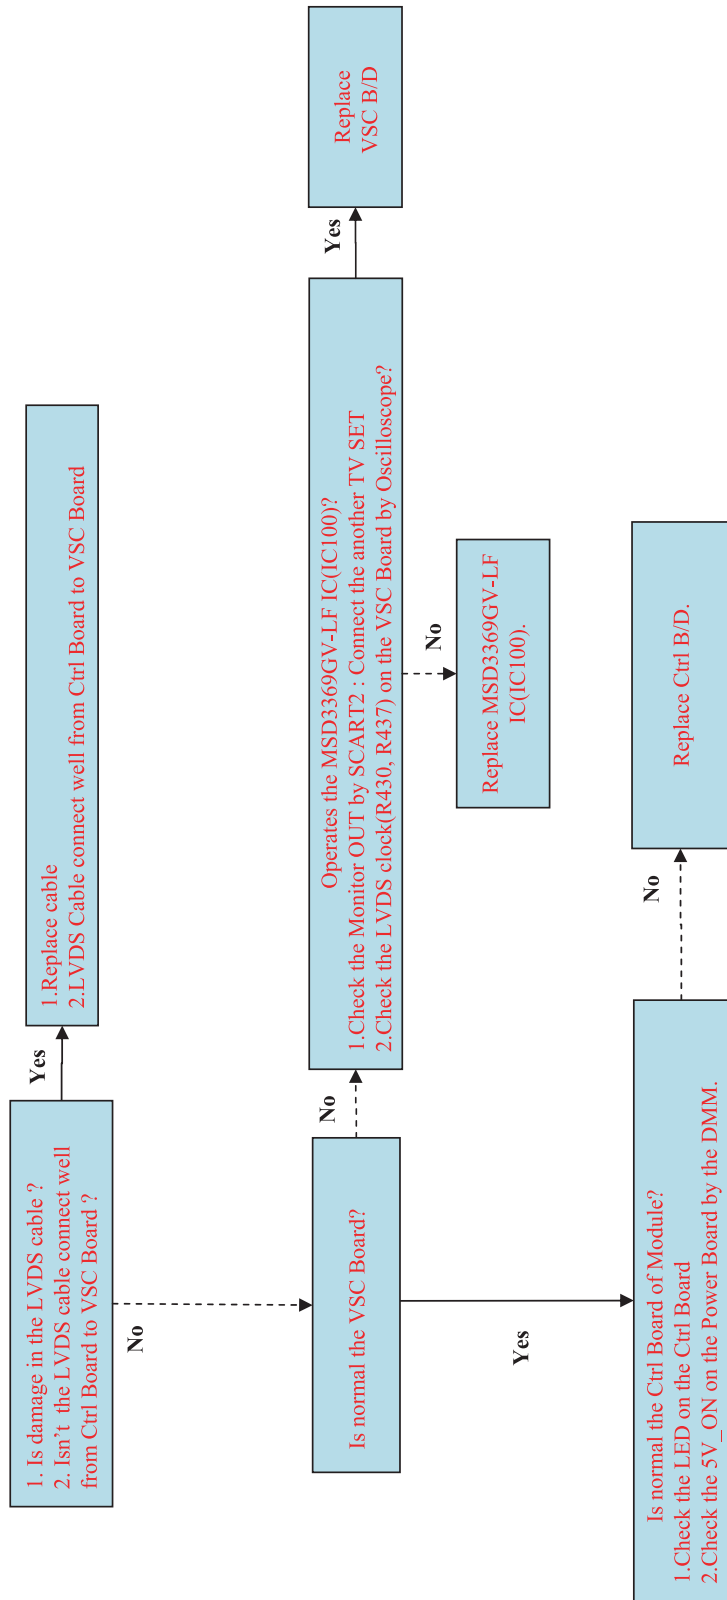 1. Is damage in the LVDS cable ?
2. Isn't the LVDS cable connect well
from Ctrl Board to VSC Board ?
Yes
1.Replace cable
2.LVDS Cable connect well from Ctrl Board to VSC Board
No
Is normal the VSC Board?
No
Operates the MSD3369GV-LF IC(IC100)?
1.Check the Monitor OUT by SCART2 : Connect the another TV SET
2.Check the LVDS clock(R430, R437) on the VSC Board by Oscilloscope?
Yes
Replace
VSC B/D
No
Replace MSD3369GV-LF
IC(IC100).
Yes
Is normal the Ctrl Board of Module?
1.Check the LED on the Ctrl Board
2.Check the 5V_ON on the Power Board by the DMM.
No
Replace Ctrl B/D.